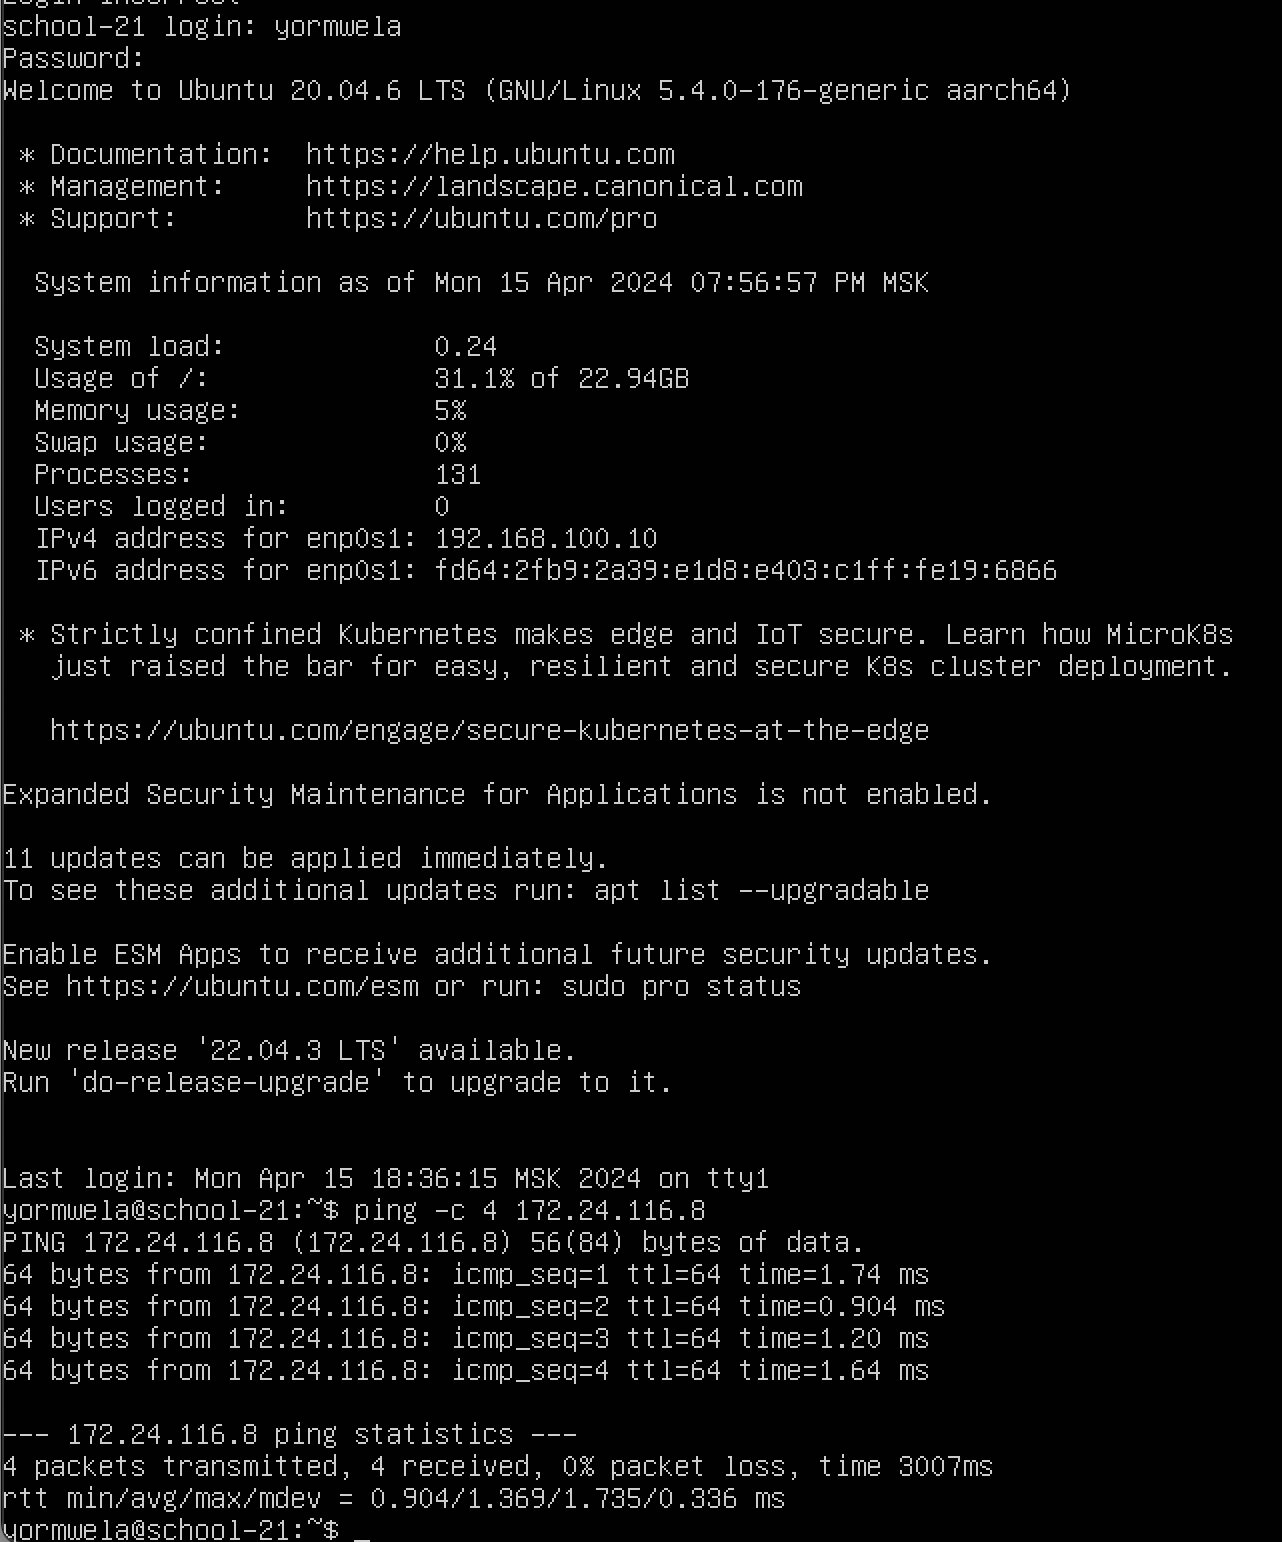 Login incorrect
school-21 login: yormwela
Password:
Welcome to Ubuntu 20.04.6 LTS (GNU/Linux 5.4.0-176-generic aarch64)
* Documentation:  https://help.ubuntu.com
* Management:     https://landscape.canonical.com
* Support:        https://ubuntu.com/pro
System information as of Mon 15 Apr 2024 07:56:57 PM MSK
System load:             0.24
Usage of /:              31.1% of 22.94GB
Memory usage:            5%
Swap usage:              0%
Processes:               131
Users logged in:         0
IPv4 address for enp0s1: 192.168.100.10
IPv6 address for enp0s1: fd64:2fb9:2a39:e1d8:e403:c1ff:fe19:6866
* Strictly confined Kubernetes makes edge and IoT secure. Learn how MicroK8s
just raised the bar for easy, resilient and secure K8s cluster deployment.
https://ubuntu.com/engage/secure-kubernetes-at-the-edge
Expanded Security Maintenance for Applications is not enabled.
11 updates can be applied immediately.
To see these additional updates run: apt list --upgradable
Enable ESM Apps to receive additional future security updates.
See https://ubuntu.com/esm or run: sudo pro status
New release '22.04.3 LTS' available.
Run 'do-release-upgrade' to upgrade to it.
Last login: Mon Apr 15 18:36:15 MSK 2024 on tty1
yormwela@school-21:~$ ping -c 4 172.24.116.8
PING 172.24.116.8 (172.24.116.8) 56(84) bytes of data.
64 bytes from 172.24.116.8: icmp_seq=1 ttl=64 time=1.74 ms
64 bytes from 172.24.116.8: icmp_seq=2 ttl=64 time=0.904 ms
64 bytes from 172.24.116.8: icmp_seq=3 ttl=64 time=1.20 ms
64 bytes from 172.24.116.8: icmp_seq=4 ttl=64 time=1.64 ms
--- 172.24.116.8 ping statistics ---
4 packets transmitted, 4 received, 0% packet loss, time 3007ms
rtt min/avg/max/mdev = 0.904/1.369/1.735/0.336 ms
yormwela@school-21:~$ _